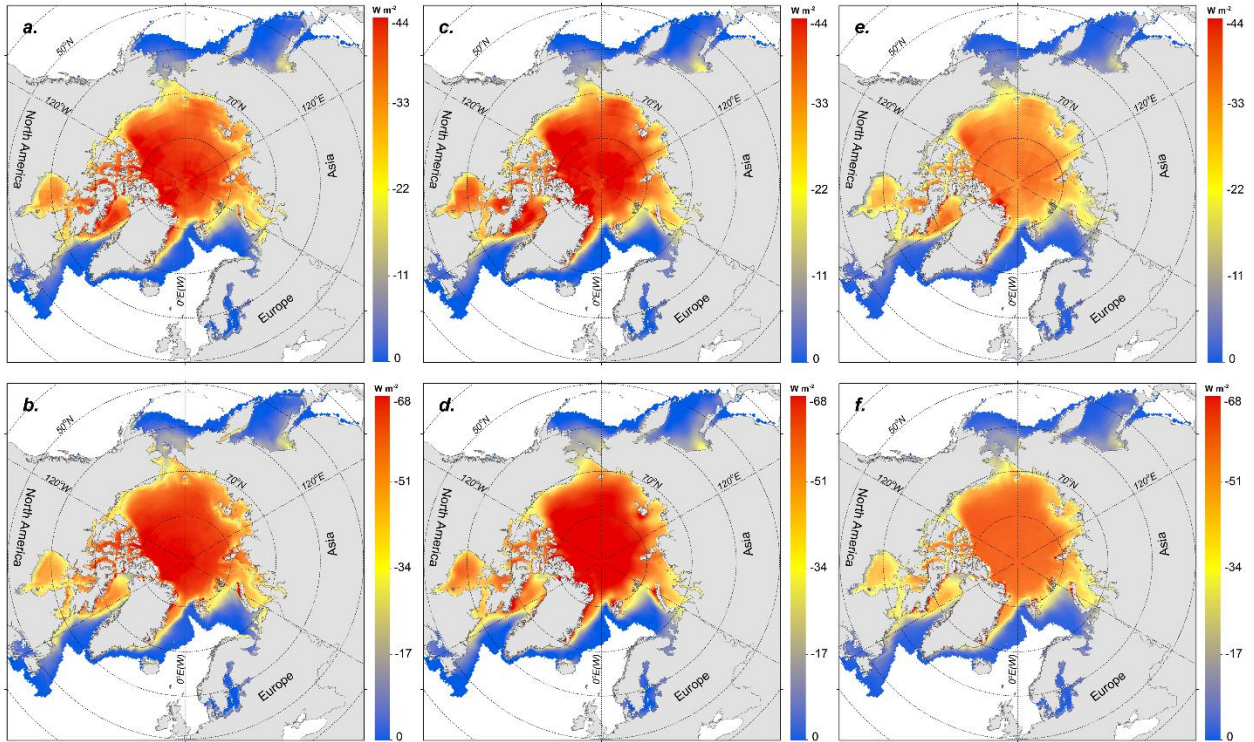 a.
50°N
120°W
70°N
120°E
North America
Asia
0°E(W)
Europe
W m-2
-44
-33
-22
-11
0
c.
50°N
120°W
70°N
120°E
North America
Asia
0°E(W)
Europe
W m-2
-44
-33
-22
-11
0
e.
50°N
120°W
70°N
120°E
North America
Asia
0°E(W)
Europe
W m-2
-44
-33
-22
-11
0
b.
50°N
120°W
70°N
120°E
North America
Asia
0°E(W)
Europe
W m-2
-68
-51
-34
-17
0
d.
50°N
120°W
70°N
120°E
North America
Asia
0°E(W)
Europe
W m-2
-68
-51
-34
-17
0
f.
50°N
120°W
70°N
120°E
North America
Asia
0°E(W)
Europe
W m-2
-68
-51
-34
-17
0